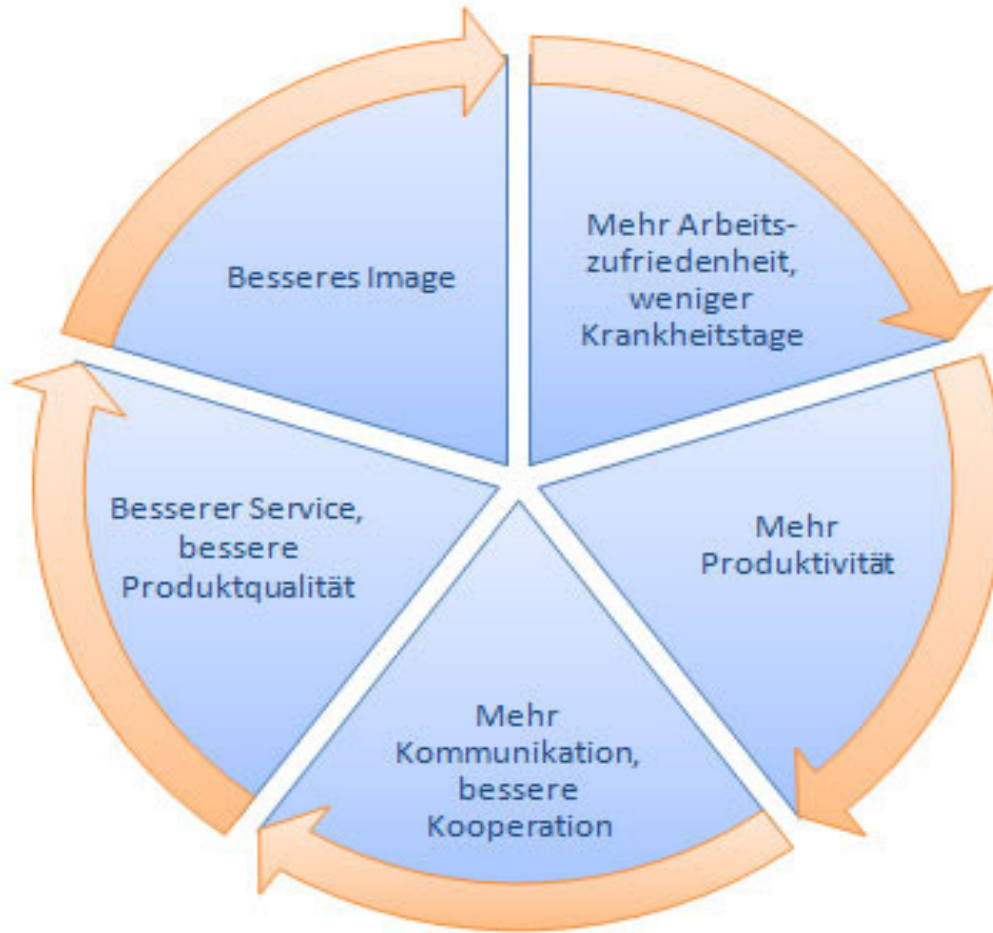 Mehr Arbeits-
zufriedenheit,
weniger
Krankheitstage
Mehr
Produktivität
Mehr
Kommunikation,
bessere
Kooperation
Besserer Service,
bessere
Produktqualität
Besseres Image